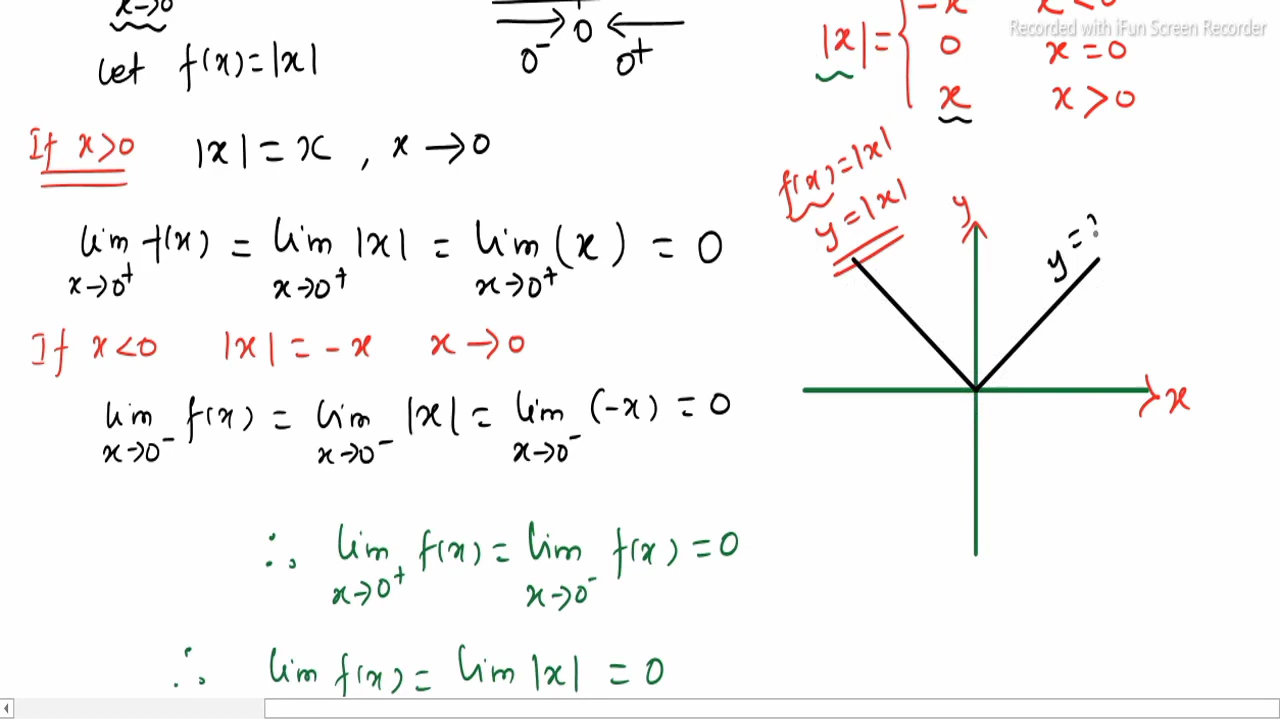 x→0
let f(x)=|x|
0
0⁻ 0⁺
Recorded with iFun Screen Recorder
|x|= { -x x<0
0 x=0
x x>0
If x>0 |x|=x , x→0
lim f(x) = lim |x| = lim (x) = 0
x→0⁺ x→0⁺ x→0⁺
If x<0 |x|=-x x→0
lim f(x) = lim |x| = lim (-x) = 0
x→0⁻ x→0⁻ x→0⁻
∴ lim f(x) = lim f(x) = 0
x→0⁺ x→0⁻
∴ lim f(x) = lim |x| = 0
f(x)=|x|
y=|x|
y
y=
x